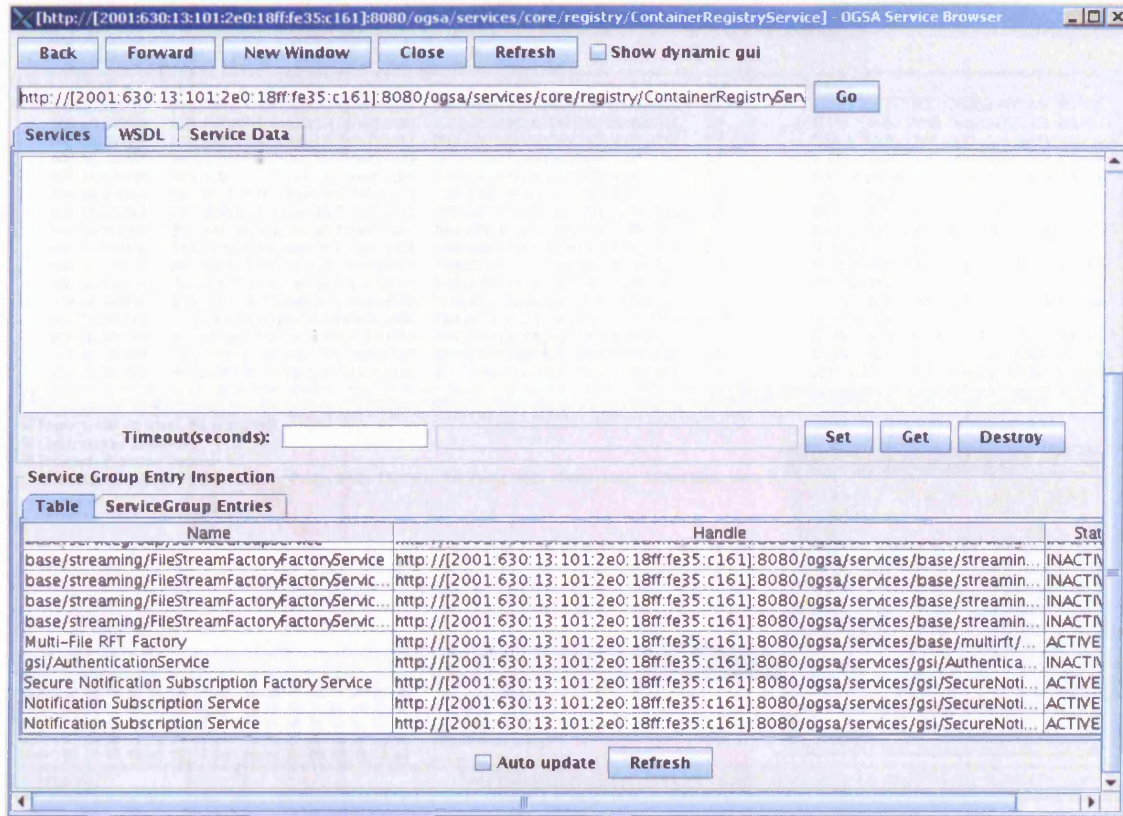 [http://[2001:630:13:101:2e0:18ff:fe35:c161]:8080/ogsa/services/core/registry/ContainerRegistryService] - OGSA Service Browser
Back Forward New Window Close Refresh Show dynamic gui
http://[2001:630:13:101:2e0:18ff:fe35:c161]:8080/ogsa/services/core/registry/ContainerRegistryServ Go
Services WSDL Service Data
Timeout(seconds): Set Get Destroy
Service Group Entry Inspection
Table ServiceGroup Entries
Name Handle Stat
base/streaming/FileStreamFactoryFactoryService http://[2001:630:13:101:2e0:18ff:fe35:c161]:8080/ogsa/services/base/streamin... INACTIV
base/streaming/FileStreamFactoryFactoryServic... http://[2001:630:13:101:2e0:18ff:fe35:c161]:8080/ogsa/services/base/streamin... INACTIV
base/streaming/FileStreamFactoryFactoryServic... http://[2001:630:13:101:2e0:18ff:fe35:c161]:8080/ogsa/services/base/streamin... INACTIV
base/streaming/FileStreamFactoryFactoryServic... http://[2001:630:13:101:2e0:18ff:fe35:c161]:8080/ogsa/services/base/streamin... INACTIV
Multi-File RFT Factory http://[2001:630:13:101:2e0:18ff:fe35:c161]:8080/ogsa/services/base/multirft/... ACTIVE
gsi/AuthenticationService http://[2001:630:13:101:2e0:18ff:fe35:c161]:8080/ogsa/services/gsi/Authentica... INACTIV
Secure Notification Subscription Factory Service http://[2001:630:13:101:2e0:18ff:fe35:c161]:8080/ogsa/services/gsi/SecureNoti... ACTIVE
Notification Subscription Service http://[2001:630:13:101:2e0:18ff:fe35:c161]:8080/ogsa/services/gsi/SecureNoti... ACTIVE
Notification Subscription Service http://[2001:630:13:101:2e0:18ff:fe35:c161]:8080/ogsa/services/gsi/SecureNoti... ACTIVE
Auto update Refresh